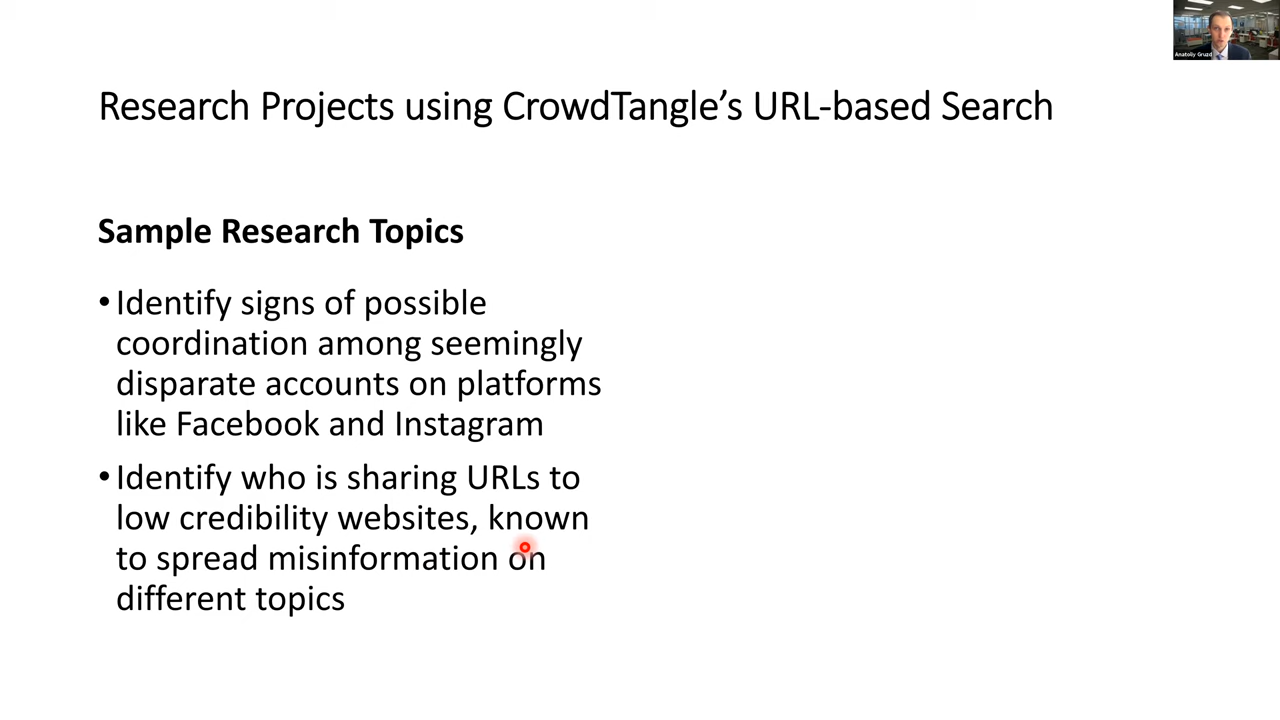 Anatoliy Gruzd
Research Projects using CrowdTangle’s URL-based Search
Sample Research Topics
•Identify signs of possible
coordination among seemingly
disparate accounts on platforms
like Facebook and Instagram
•Identify who is sharing URLs to
low credibility websites, known
to spread misinformation on
different topics